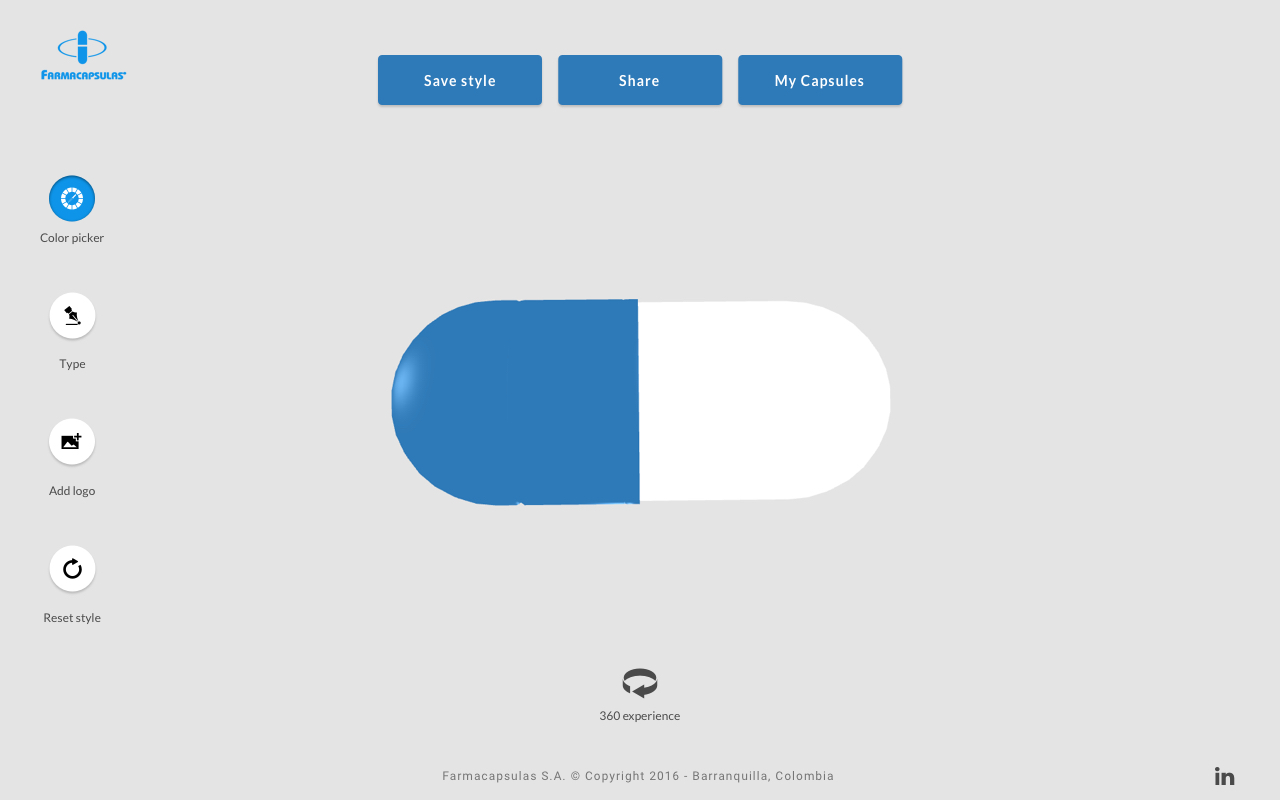 FARMACAPSULAS
Save style
Share
My Capsules
Color picker
Type
Add logo
Reset style
360 experience
Farmacapsulas S.A. © Copyright 2016 - Barranquilla, Colombia
in